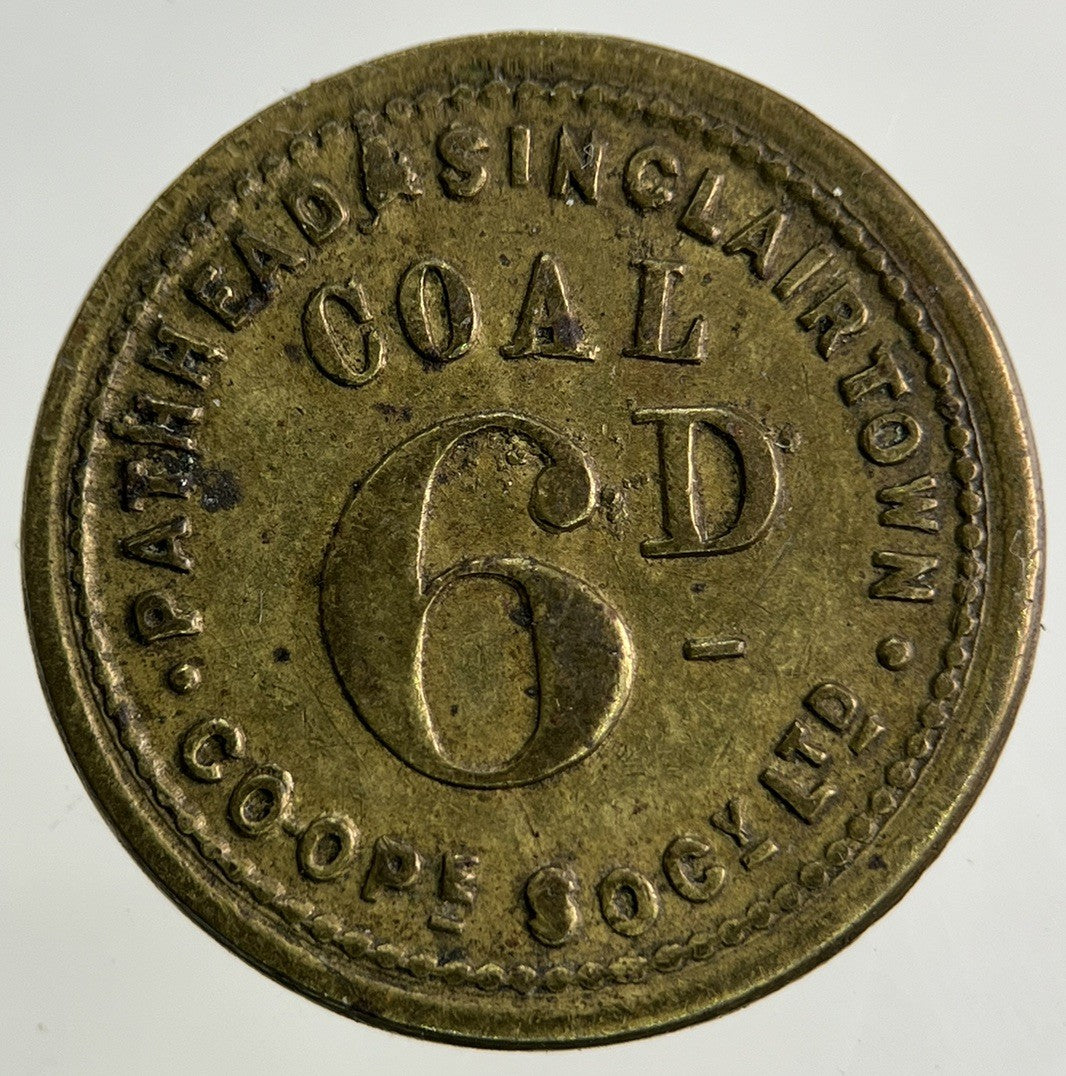 PATHHEAD & SINCLAIRTOWN
COAL
6D
CO-OPE SOCY LTD